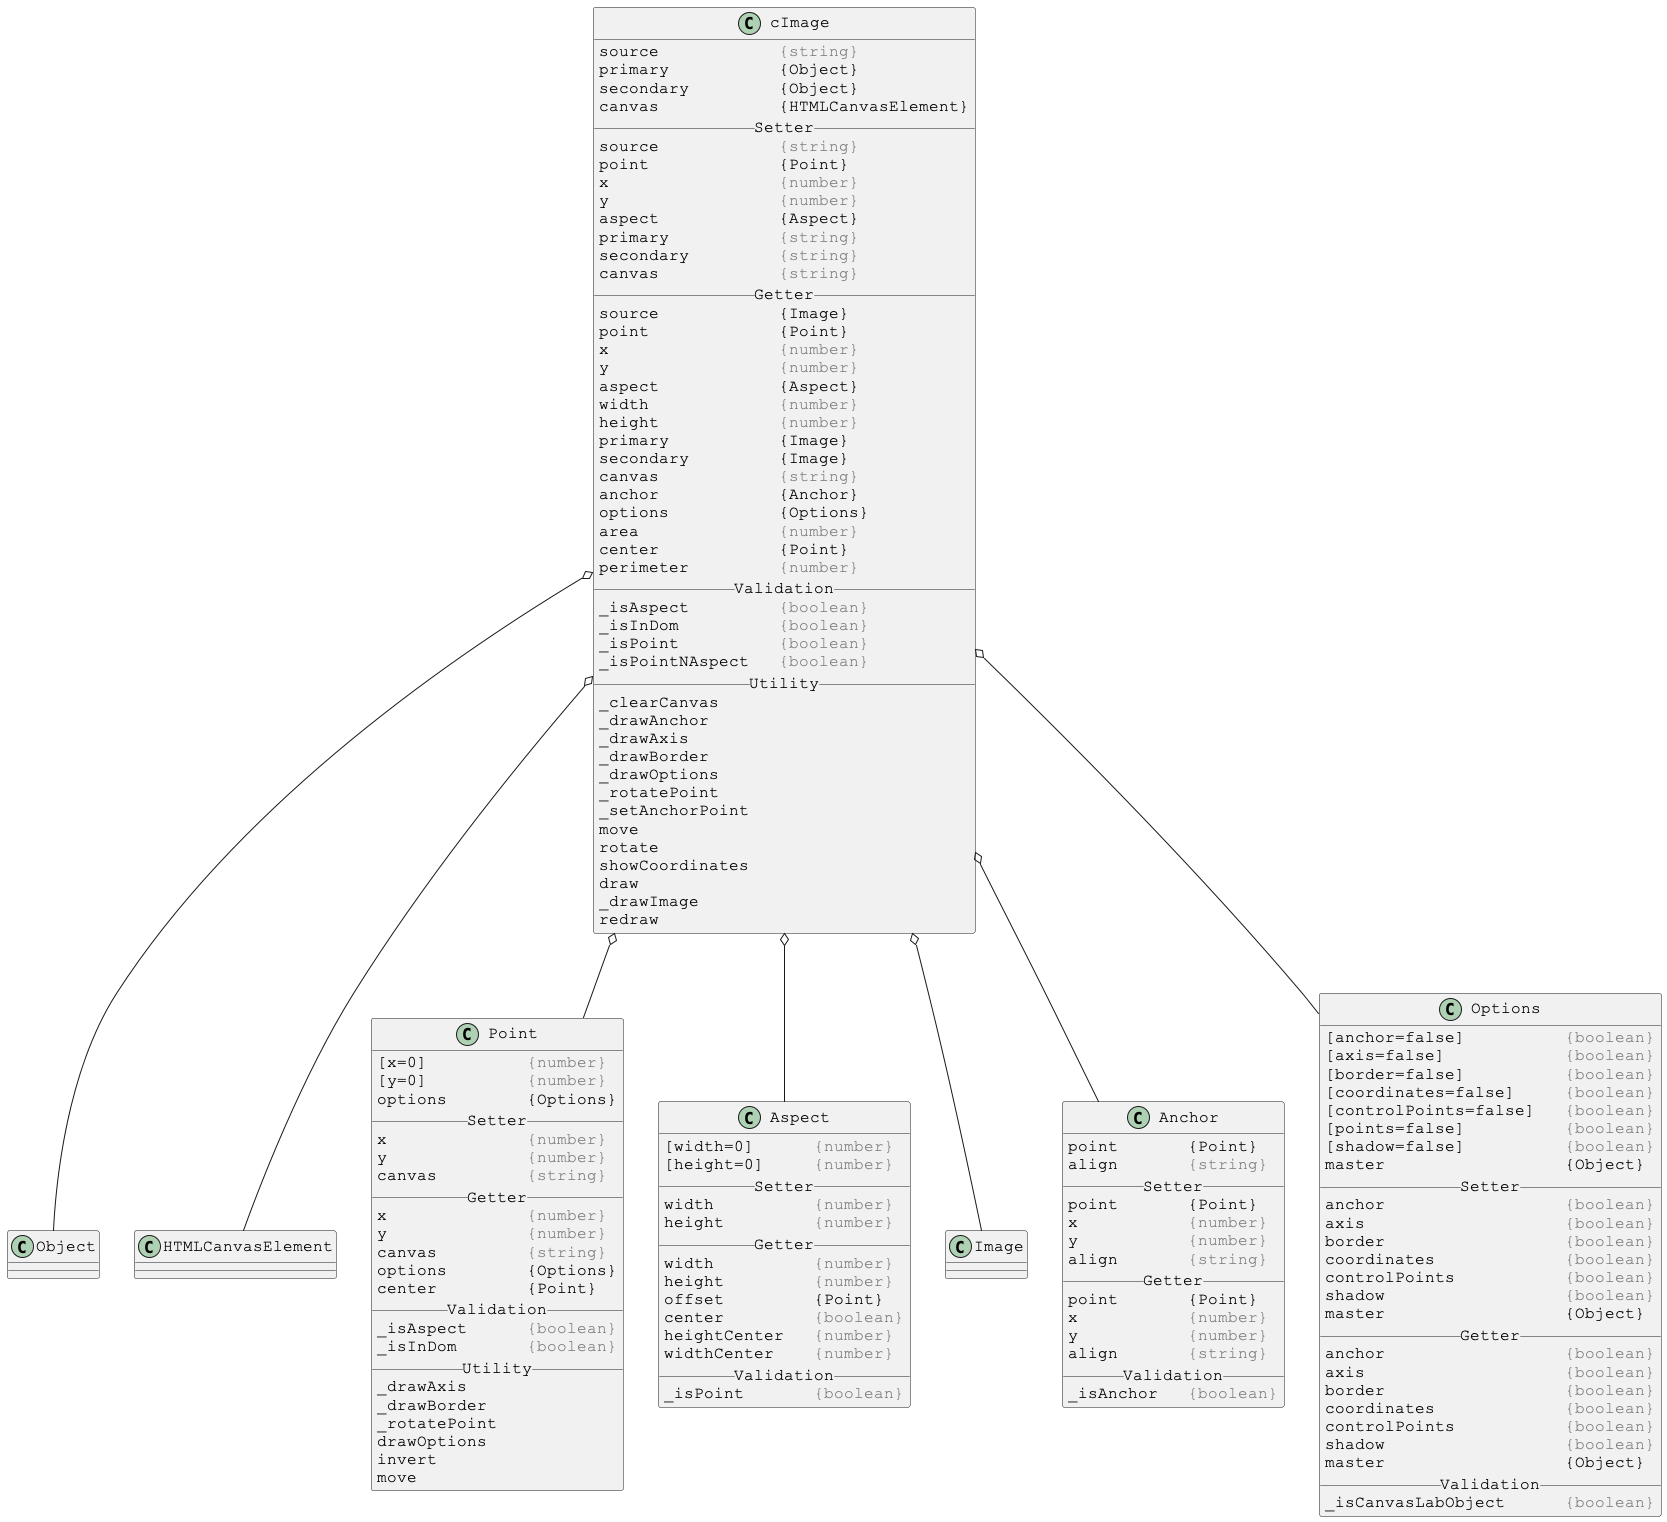 C cImage
source {string}
primary {Object}
secondary {Object}
canvas {HTMLCanvasElement}
Setter
source {string}
point {Point}
x {number}
y {number}
aspect {Aspect}
primary {string}
secondary {string}
canvas {string}
Getter
source {Image}
point {Point}
x {number}
y {number}
aspect {Aspect}
width {number}
height {number}
primary {Image}
secondary {Image}
canvas {string}
anchor {Anchor}
options {Options}
area {number}
center {Point}
perimeter {number}
Validation
_isAspect {boolean}
_isInDom {boolean}
_isPoint {boolean}
_isPointNAspect {boolean}
Utility
_clearCanvas
_drawAnchor
_drawAxis
_drawBorder
_drawOptions
_rotatePoint
_setAnchorPoint
move
rotate
showCoordinates
draw
_drawImage
redraw
C Object
C HTMLCanvasElement
C Point
[x=0] {number}
[y=0] {number}
options {Options}
Setter
x {number}
y {number}
canvas {string}
Getter
x {number}
y {number}
canvas {string}
options {Options}
center {Point}
Validation
_isAspect {boolean}
_isInDom {boolean}
Utility
_drawAxis
_drawBorder
_rotatePoint
drawOptions
invert
move
C Aspect
[width=0] {number}
[height=0] {number}
Setter
width {number}
height {number}
Getter
width {number}
height {number}
offset {Point}
center {boolean}
heightCenter {number}
widthCenter {number}
Validation
_isPoint {boolean}
C Image
C Anchor
point {Point}
align {string}
Setter
point {Point}
x {number}
y {number}
align {string}
Getter
point {Point}
x {number}
y {number}
align {string}
Validation
_isAnchor {boolean}
C Options
[anchor=false] {boolean}
[axis=false] {boolean}
[border=false] {boolean}
[coordinates=false] {boolean}
[controlPoints=false] {boolean}
[points=false] {boolean}
[shadow=false] {boolean}
master {Object}
Setter
anchor {boolean}
axis {boolean}
border {boolean}
coordinates {boolean}
controlPoints {boolean}
shadow {boolean}
master {Object}
Getter
anchor {boolean}
axis {boolean}
border {boolean}
coordinates {boolean}
controlPoints {boolean}
shadow {boolean}
master {Object}
Validation
_isCanvasLabObject {boolean}